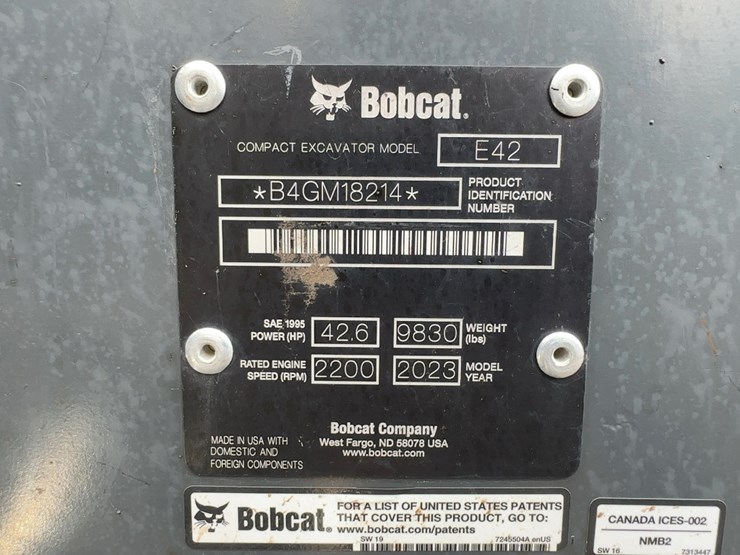 Bobcat.
COMPACT EXCAVATOR MODEL E42
*B4GM18214*
PRODUCT
IDENTIFICATION
NUMBER
SAE 1995
POWER (HP)
42.6
9830
WEIGHT
(lbs)
RATED ENGINE
SPEED (RPM)
2200
2023
MODEL
YEAR
Bobcat Company
West Fargo, ND 58078 USA
www.bobcat.com
MADE IN USA WITH
DOMESTIC AND
FOREIGN COMPONENTS
Bobcat.
FOR A LIST OF UNITED STATES PATENTS
THAT COVER THIS PRODUCT, GO TO:
www.bobcat.com/patents
SW 19
7245504A enUS
CANADA ICES-002
NMB2
SW 16
7313447